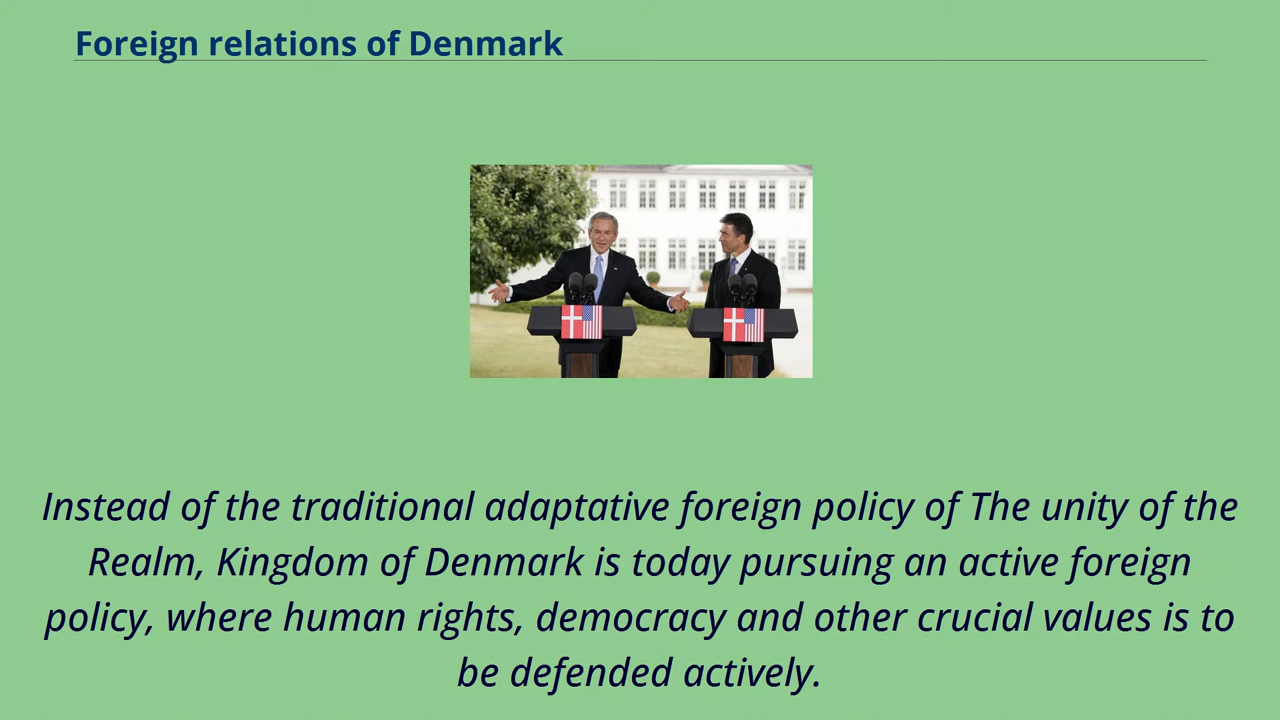 Foreign relations of Denmark
Instead of the traditional adaptative foreign policy of The unity of the
Realm, Kingdom of Denmark is today pursuing an active foreign
policy, where human rights, democracy and other crucial values is to
be defended actively.